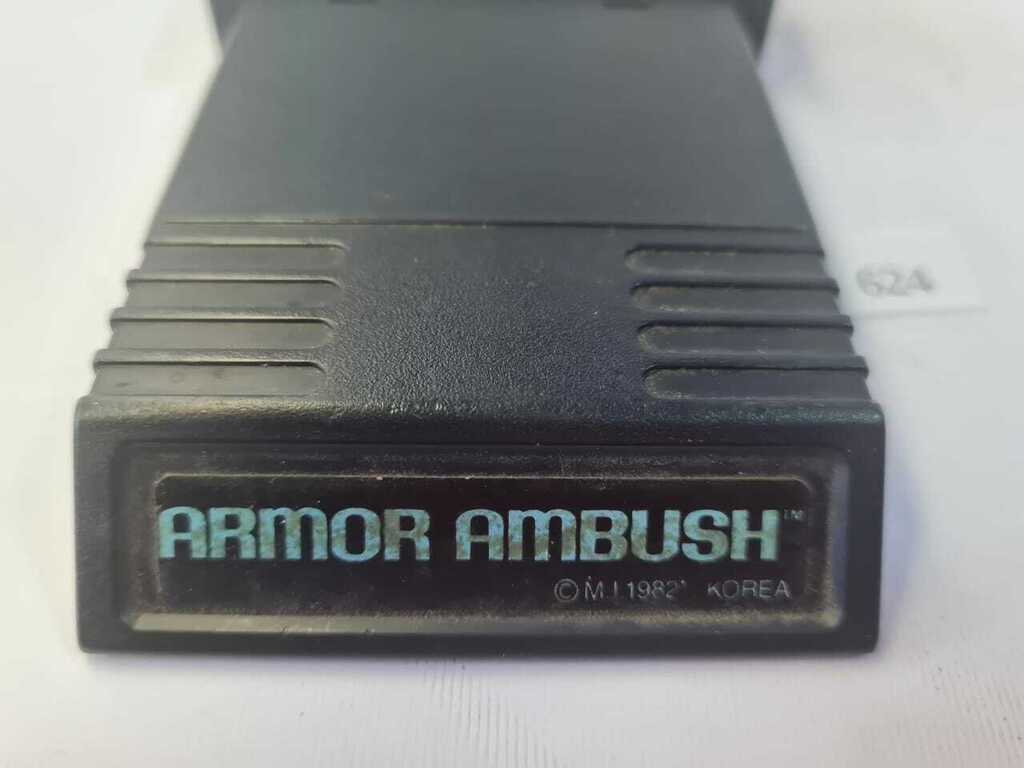 624
ARMOR AMBUSH™
© M I 1982' KOREA